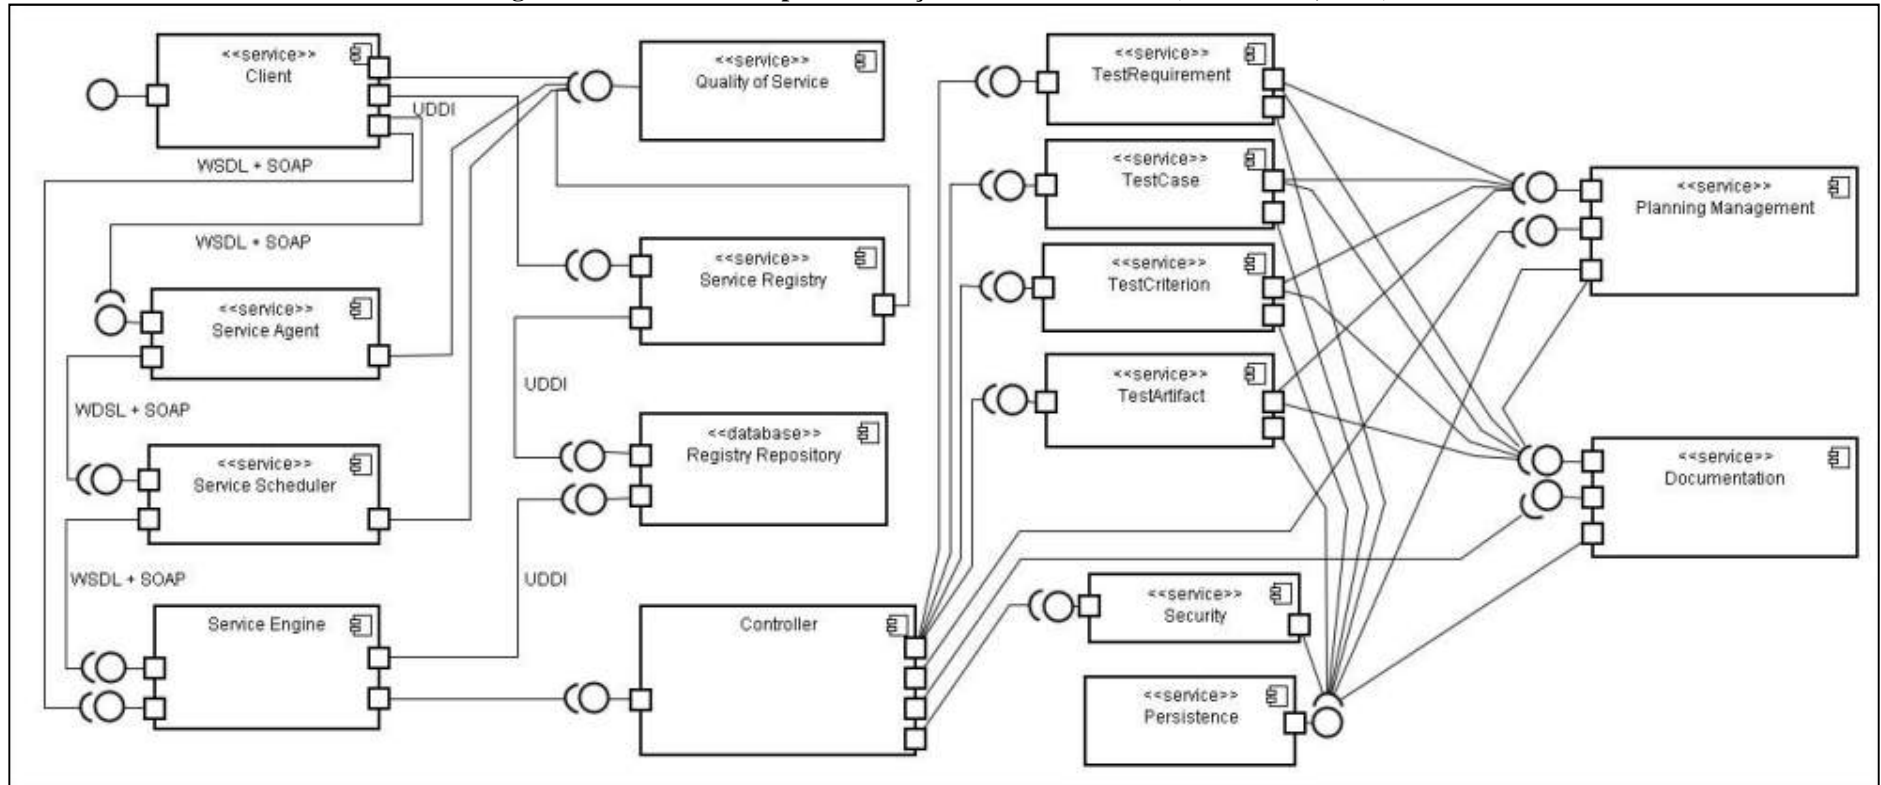 <<service>>
Client
UDDI
WSDL + SOAP
WSDL + SOAP
<<service>>
Service Agent
WDSL + SOAP
<<service>>
Service Scheduler
WSDL + SOAP
Service Engine
<<service>>
Quality of Service
<<service>>
Service Registry
UDDI
<<database>>
Registry Repository
UDDI
Controller
<<service>>
TestRequirement
<<service>>
TestCase
<<service>>
TestCriterion
<<service>>
TestArtifact
<<service>>
Security
<<service>>
Persistence
<<service>>
Planning Management
<<service>>
Documentation